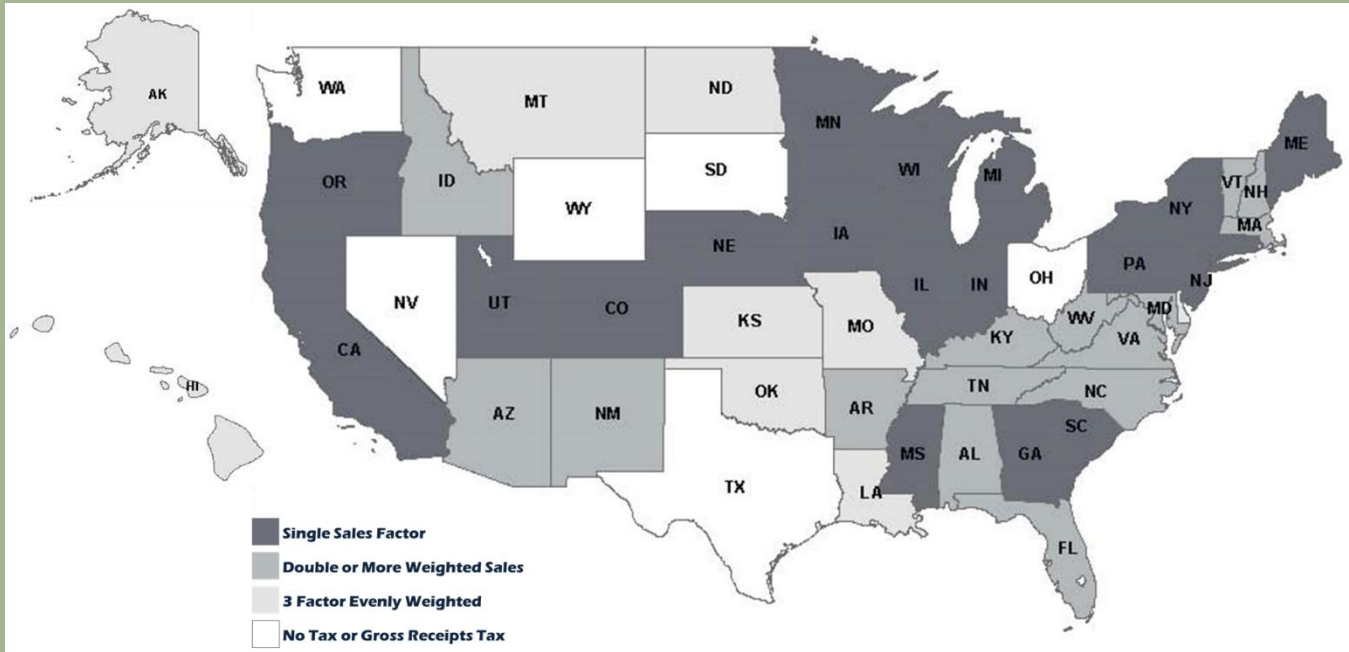 AK
WA
MT
ND
MN
ME
OR
ID
SD
WI
MI
VT
NH
NY
MA
WY
NE
IA
PA
NJ
NV
UT
CO
IL
IN
OH
CA
KS
MO
KY
WV
MD
VA
HI
AZ
NM
OK
AR
TN
NC
SC
MS
AL
GA
TX
LA
FL
Single Sales Factor
Double or More Weighted Sales
3 Factor Evenly Weighted
No Tax or Gross Receipts Tax